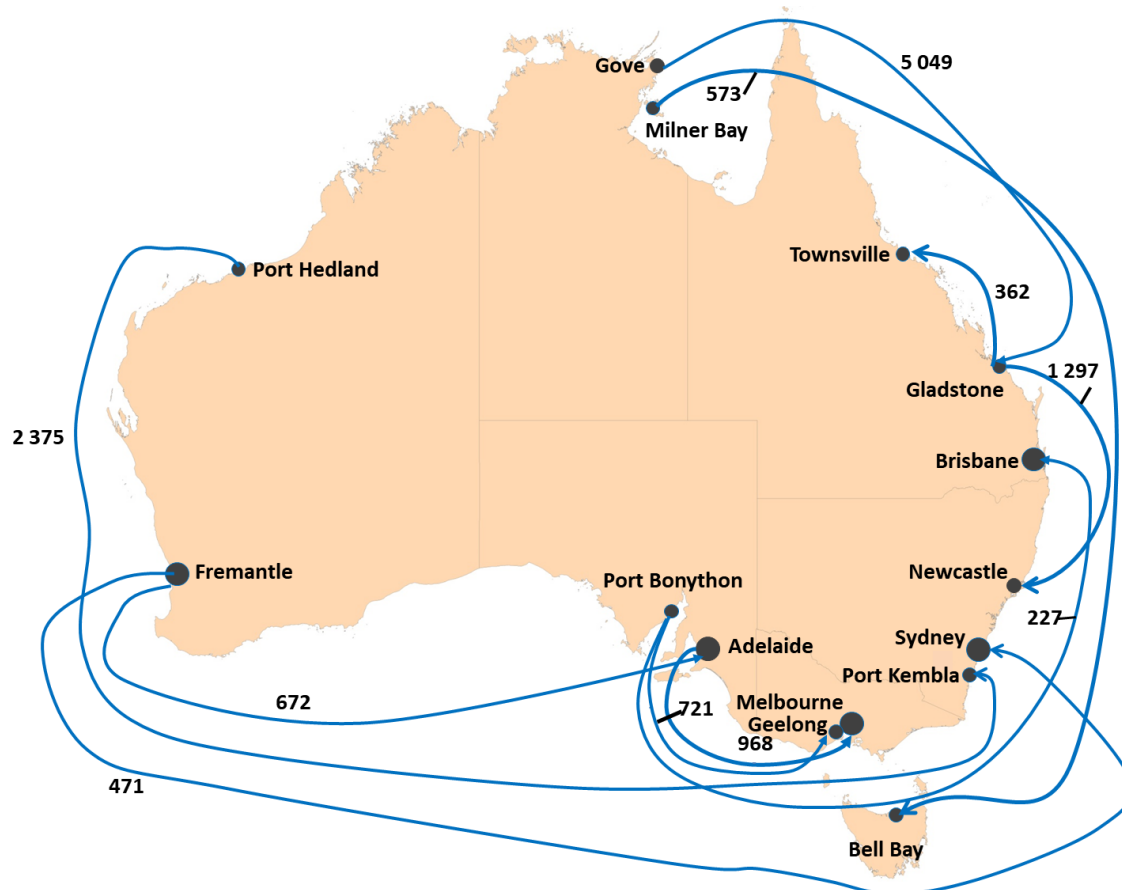 Gove
5 049
573
Milner Bay
Townsville
Port Hedland
362
1 297
Gladstone
2 375
Brisbane
Fremantle
Port Bonython
Newcastle
227
Sydney
Adelaide
Port Kembla
672
721
Melbourne
Geelong
968
471
Bell Bay